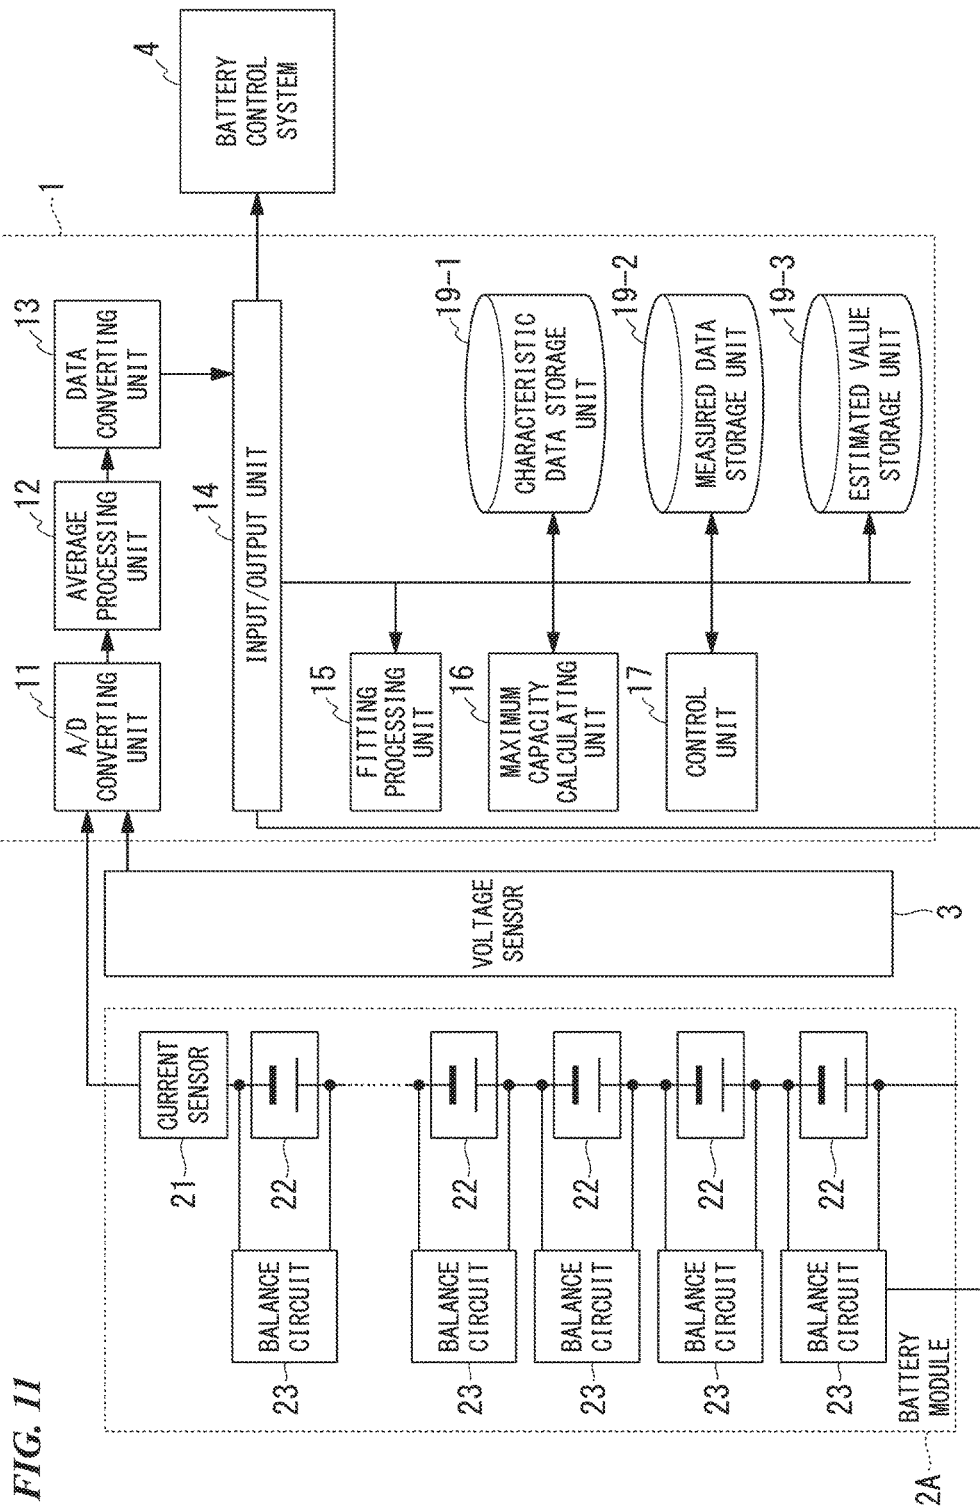 FIG. 11
2A
BATTERY
MODULE
21
CURRENT
SENSOR
22
22
22
22
22
23
BALANCE
CIRCUIT
23
BALANCE
CIRCUIT
23
BALANCE
CIRCUIT
23
BALANCE
CIRCUIT
23
BALANCE
CIRCUIT
VOLTAGE
SENSOR
3
1
11
A/D
CONVERTING
UNIT
12
AVERAGE
PROCESSING
UNIT
13
DATA
CONVERTING
UNIT
14
INPUT/OUTPUT UNIT
15
FITTING
PROCESSING
UNIT
16
MAXIMUM
CAPACITY
CALCULATING
UNIT
17
CONTROL
UNIT
19-1
CHARACTERISTIC
DATA STORAGE
UNIT
19-2
MEASURED DATA
STORAGE UNIT
19-3
ESTIMATED VALUE
STORAGE UNIT
4
BATTERY
CONTROL
SYSTEM